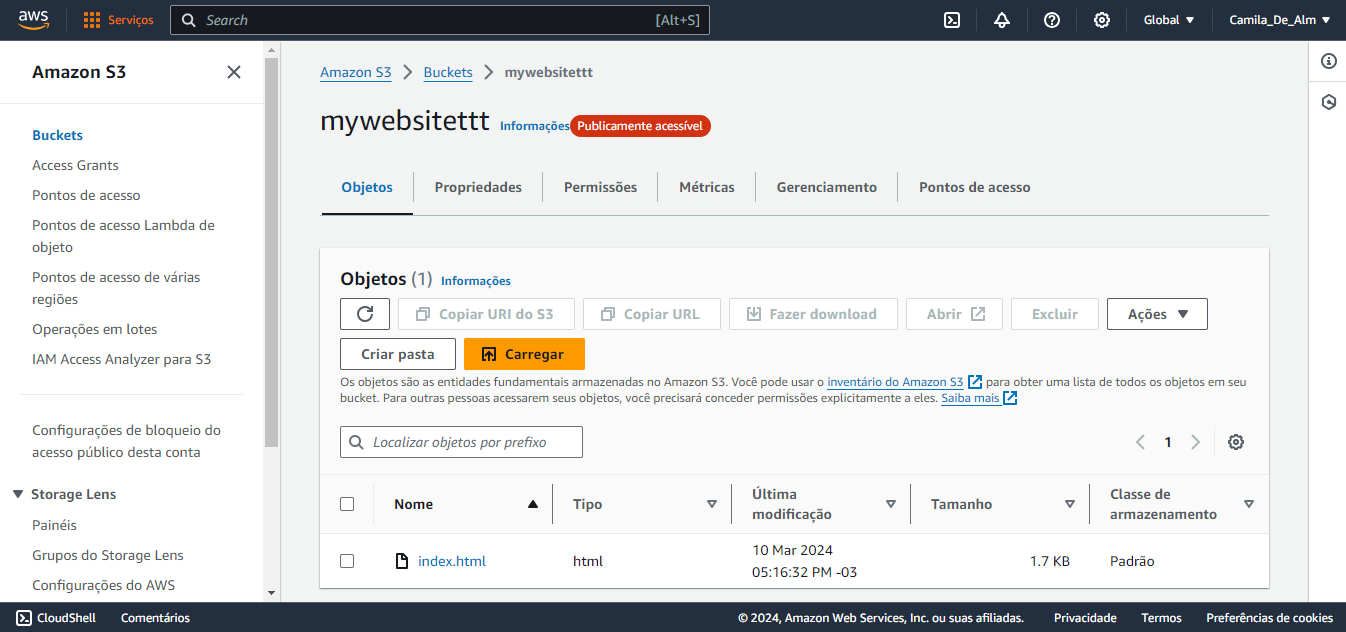 aws
Serviços
Search
[Alt+S]
Global
Camila_De_Alm
Amazon S3
Buckets
Access Grants
Pontos de acesso
Pontos de acesso Lambda de
objeto
Pontos de acesso de várias
regiões
Operações em lotes
IAM Access Analyzer para S3
Configurações de bloqueio do
acesso público desta conta
Storage Lens
Painéis
Grupos do Storage Lens
Configurações do AWS
Amazon S3 Buckets mywebsitettt
mywebsitettt Informações Publicamente acessível
Objetos Propriedades Permissões Métricas Gerenciamento Pontos de acesso
Objetos (1) Informações
Copiar URI do S3 Copiar URL Fazer download Abrir Excluir Ações
Criar pasta Carregar
Os objetos são as entidades fundamentais armazenadas no Amazon S3. Você pode usar o inventário do Amazon S3 para obter uma lista de todos os objetos em seu
bucket. Para outras pessoas acessarem seus objetos, você precisará conceder permissões explicitamente a eles. Saiba mais
Localizar objetos por prefixo
1
Nome
Tipo
Última
modificação
Tamanho
Classe de
armazenamento
index.html
html
10 Mar 2024
05:16:32 PM -03
1.7 KB
Padrão
CloudShell Comentários © 2024, Amazon Web Services, Inc. ou suas afiliadas. Privacidade Termos Preferências de cookies